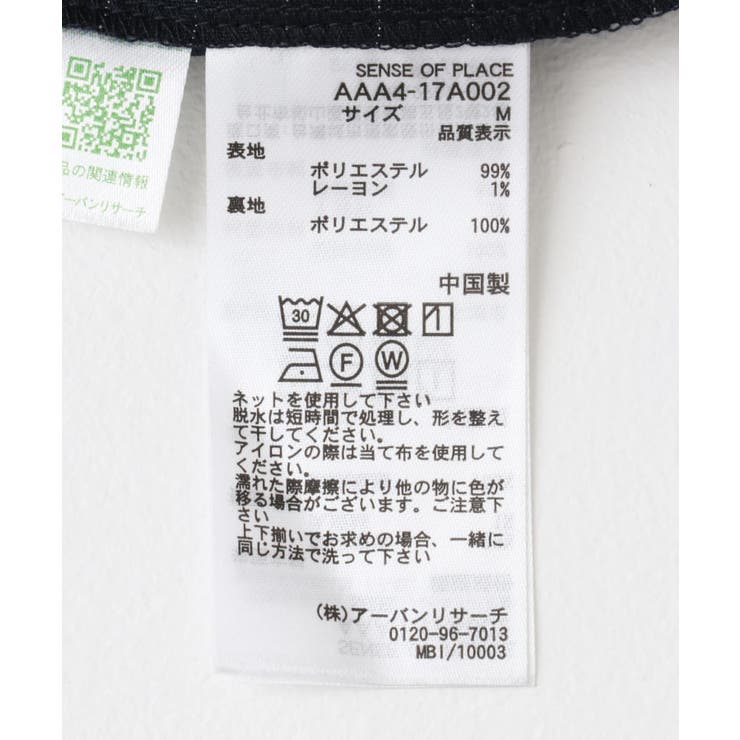 SENSE OF PLACE
AAA4-17A002
サイズ M
品質表示
表地
ポリエステル 99%
レーヨン 1%
裏地
ポリエステル 100%
中国製
30
F W
ネットを使用して下さい
脱水は短時間で処理し、形を整え
て干してください。
アイロンの際は当て布を使用して
ください。
濡れた際摩擦により他の物に色が
移る場合がございます。ご注意下
さい
上下揃いでお求めの場合、一緒に
同じ方法で洗って下さい
(株)アーバンリサーチ
0120-96-7013
MBI/10003
品の関連情報
アーバンリサーチ